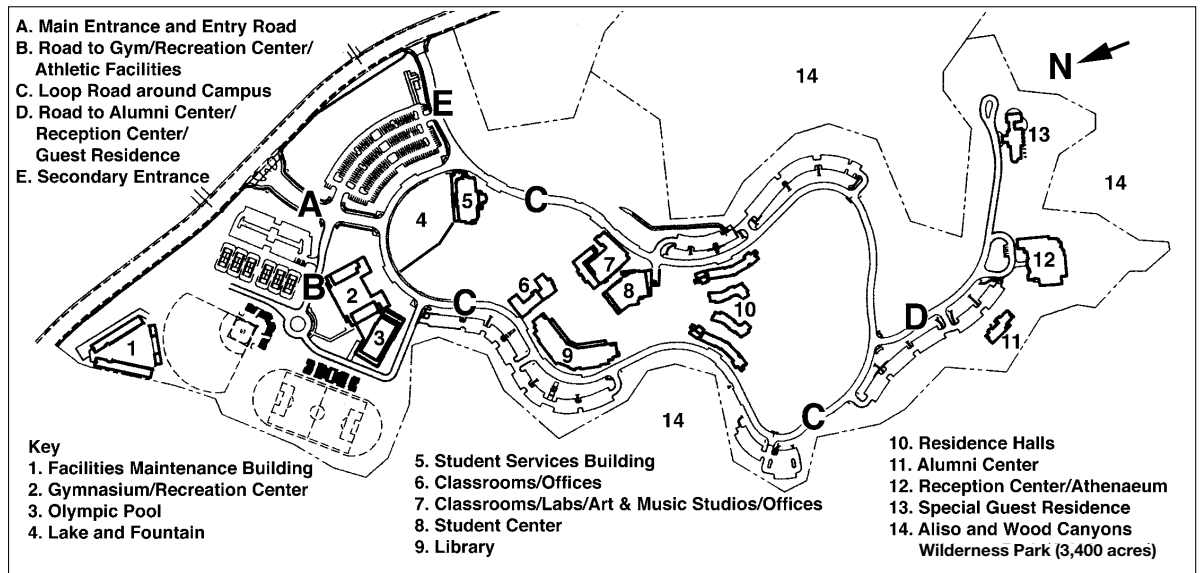 A. Main Entrance and Entry Road
B. Road to Gym/Recreation Center/
Athletic Facilities
C. Loop Road around Campus
D. Road to Alumni Center/
Reception Center/
Guest Residence
E. Secondary Entrance
N
14
E
13
14
A
4
5
C
B
2
6
7
8
C
12
3
10
D
1
9
11
14
C
Key
1. Facilities Maintenance Building
2. Gymnasium/Recreation Center
3. Olympic Pool
4. Lake and Fountain
5. Student Services Building
6. Classrooms/Offices
7. Classrooms/Labs/Art & Music Studios/Offices
8. Student Center
9. Library
10. Residence Halls
11. Alumni Center
12. Reception Center/Athenaeum
13. Special Guest Residence
14. Aliso and Wood Canyons
Wilderness Park (3,400 acres)